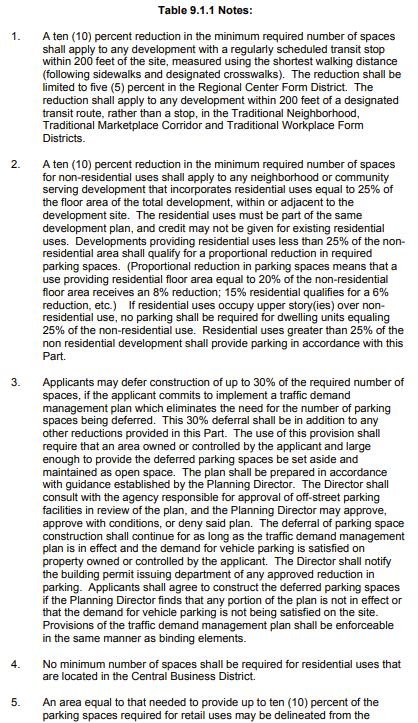 Table 9.1.1 Notes:
1. A ten (10) percent reduction in the minimum required number of spaces
shall apply to any development with a regularly scheduled transit stop
within 200 feet of the site, measured using the shortest walking distance
(following sidewalks and designated crosswalks). The reduction shall be
limited to five (5) percent in the Regional Center Form District. The
reduction shall apply to any development within 200 feet of a designated
transit route, rather than a stop, in the Traditional Neighborhood,
Traditional Marketplace Corridor and Traditional Workplace Form
Districts.
2. A ten (10) percent reduction in the minimum required number of spaces
for non-residential uses shall apply to any neighborhood or community
serving development that incorporates residential uses equal to 25% of
the floor area of the total development, within or adjacent to the
development site. The residential uses must be part of the same
development plan, and credit may not be given for existing residential
uses. Developments providing residential uses less than 25% of the non-
residential area shall qualify for a proportional reduction in required
parking spaces. (Proportional reduction in parking spaces means that a
use providing residential floor area equal to 20% of the non-residential
floor area receives an 8% reduction; 15% residential qualifies for a 6%
reduction, etc.) If residential uses occupy upper story(ies) over non-
residential use, no parking shall be required for dwelling units equaling
25% of the non-residential use. Residential uses greater than 25% of the
non residential development shall provide parking in accordance with this
Part.
3. Applicants may defer construction of up to 30% of the required number of
spaces, if the applicant commits to implement a traffic demand
management plan which eliminates the need for the number of parking
spaces being deferred. This 30% deferral shall be in addition to any
other reductions provided in this Part. The use of this provision shall
require that an area owned or controlled by the applicant and large
enough to provide the deferred parking spaces be set aside and
maintained as open space. The plan shall be prepared in accordance
with guidance established by the Planning Director. The Director shall
consult with the agency responsible for approval of off-street parking
facilities in review of the plan, and the Planning Director may approve,
approve with conditions, or deny said plan. The deferral of parking space
construction shall continue for as long as the traffic demand management
plan is in effect and the demand for vehicle parking is satisfied on
property owned or controlled by the applicant. The Director shall notify
the building permit issuing department of any approved reduction in
parking. Applicants shall agree to construct the deferred parking spaces
if the Planning Director finds that any portion of the plan is not in effect or
that the demand for vehicle parking is not being satisfied on the site.
Provisions of the traffic demand management plan shall be enforceable
in the same manner as binding elements.
4. No minimum number of spaces shall be required for residential uses that
are located in the Central Business District.
5. An area equal to that needed to provide up to ten (10) percent of the
parking spaces required for retail uses may be delineated from the